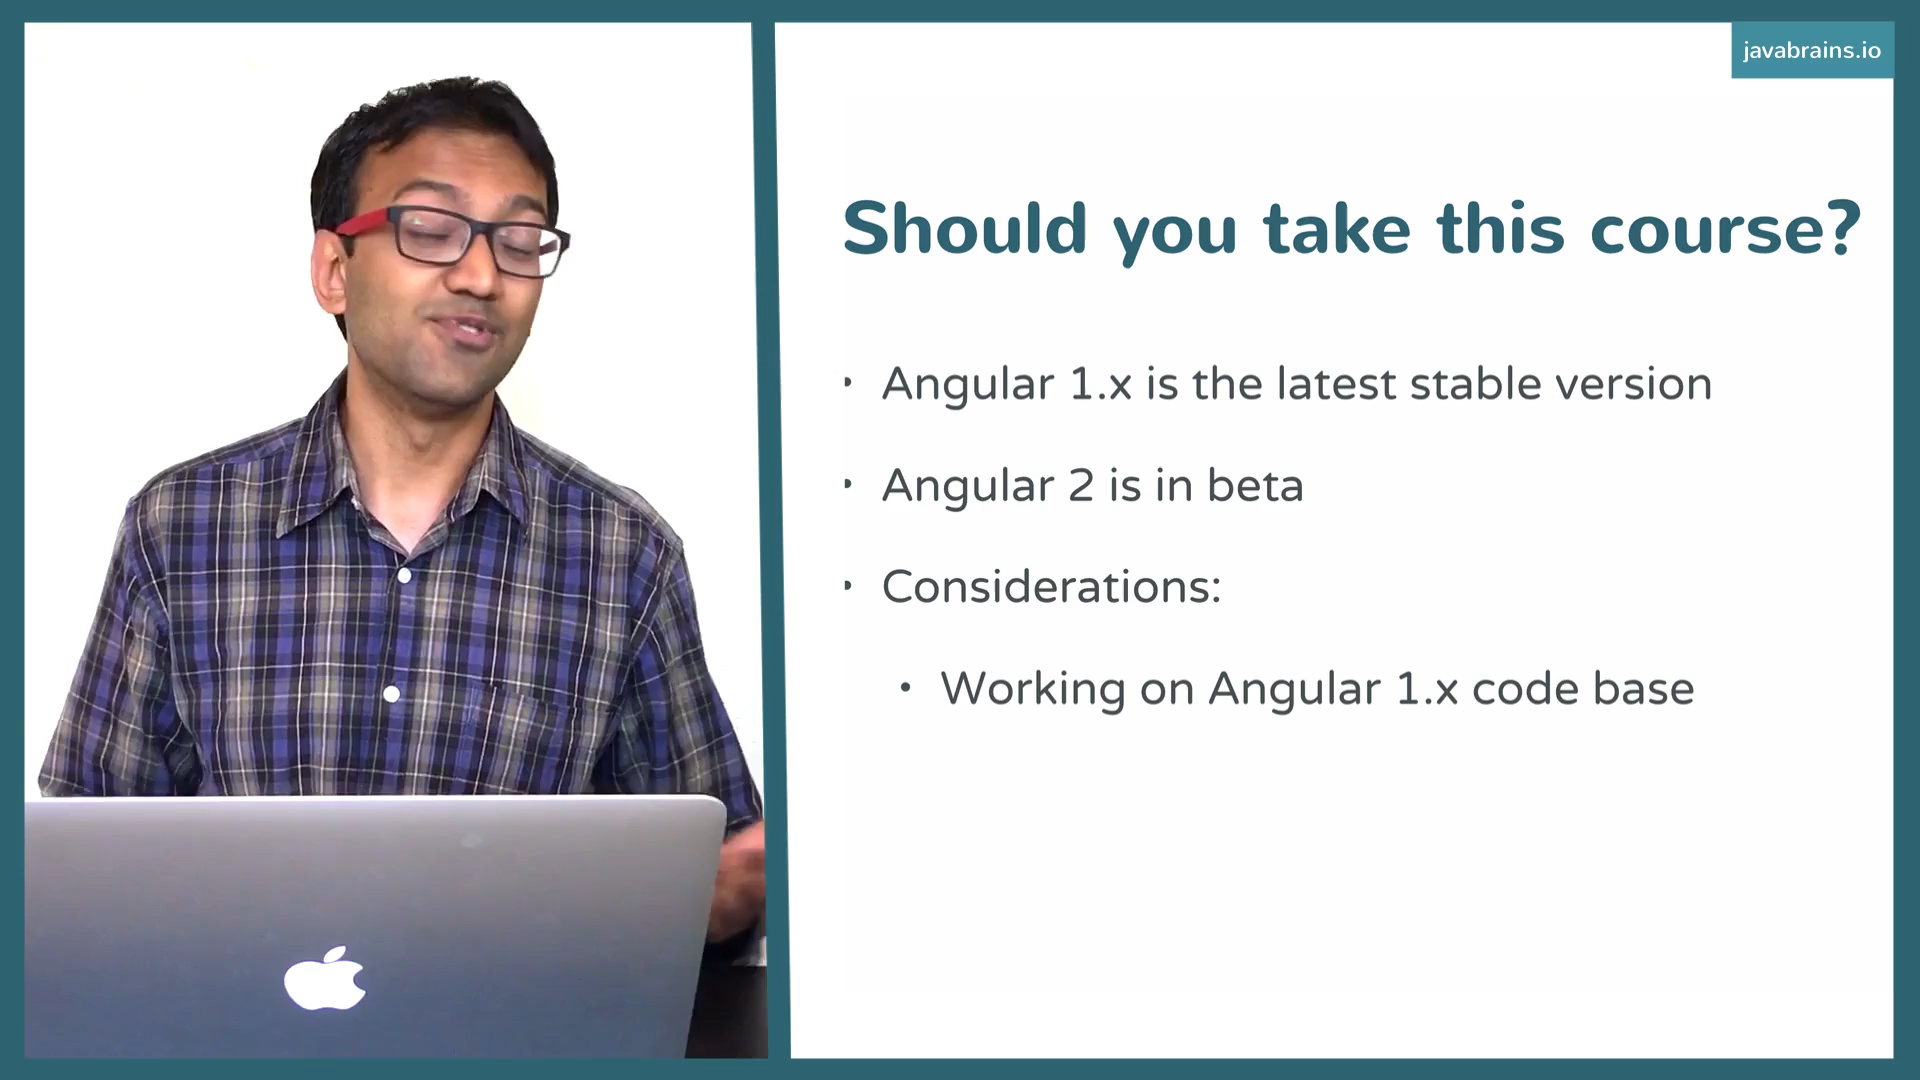 javabrains.io
Should you take this course?
• Angular 1.x is the latest stable version
• Angular 2 is in beta
• Considerations:
• Working on Angular 1.x code base